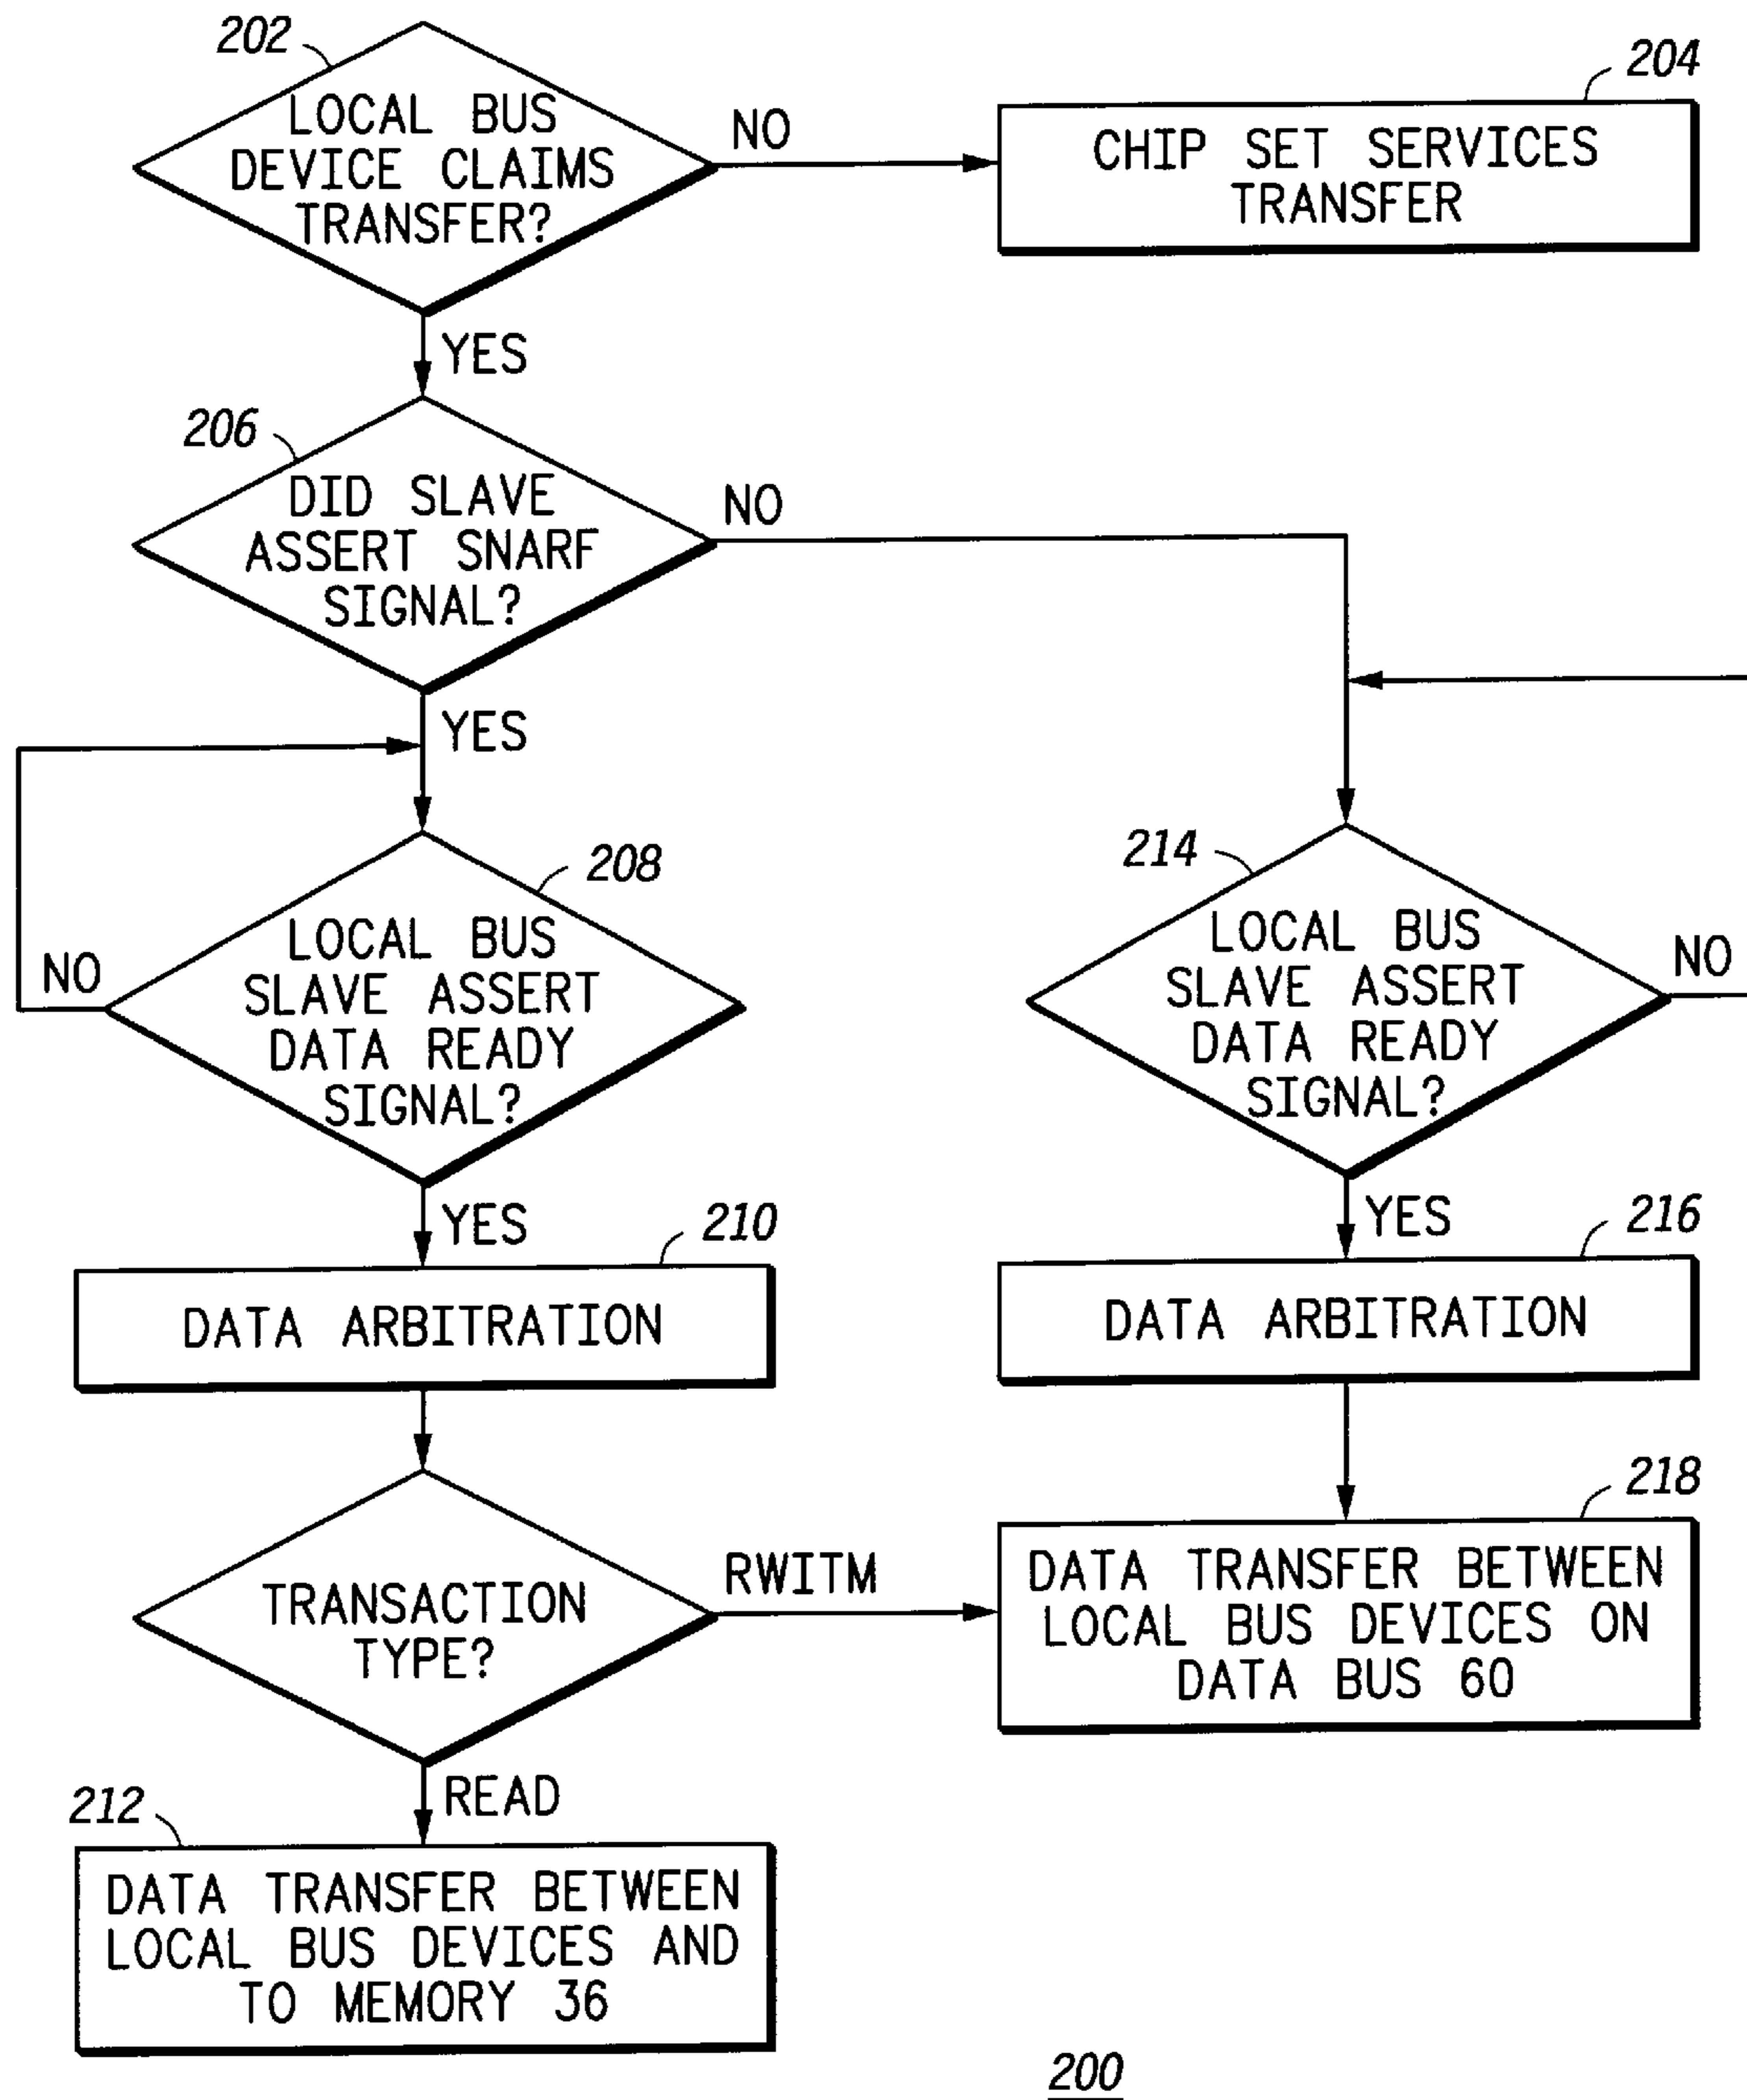 202
LOCAL BUS
DEVICE CLAIMS
TRANSFER?
NO
204
CHIP SET SERVICES
TRANSFER
YES
206
DID SLAVE
ASSERT SNARF
SIGNAL?
NO
YES
208
LOCAL BUS
SLAVE ASSERT
DATA READY
SIGNAL?
NO
YES
214
LOCAL BUS
SLAVE ASSERT
DATA READY
SIGNAL?
NO
YES
210
DATA ARBITRATION
216
DATA ARBITRATION
TRANSACTION
TYPE?
RWITM
218
DATA TRANSFER BETWEEN
LOCAL BUS DEVICES ON
DATA BUS 60
READ
212
DATA TRANSFER BETWEEN
LOCAL BUS DEVICES AND
TO MEMORY 36
200